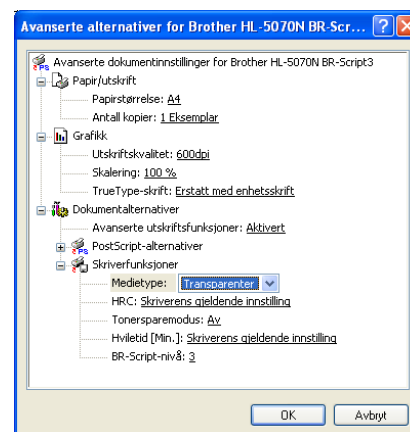 Avanserte alternativer for Brother HL-5070N BR-Scr...
Avanserte dokumentinnstillinger for Brother HL-5070N BR-Script3
Papir/utskrift
Papirstørrelse: A4
Antall kopier: 1 Eksemplar
Grafikk
Utskriftskvalitet: 600dpi
Skalering: 100 %
TrueType-skrift: Erstatt med enhetsskrift
Dokumentalternativer
Avanserte utskriftsfunksjoner: Aktivert
PostScript-alternativer
Skriverfunksjoner
Medietype: Transparenter
HRC: Skriverens gjeldende innstilling
Tonersparemodus: Av
Hviletid [Min.]: Skriverens gjeldende innstilling
BR-Script-nivå: 3
OK Avbryt